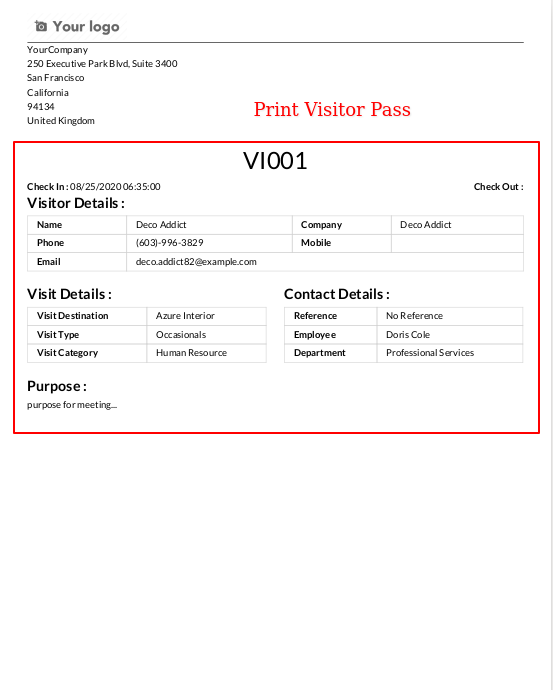 Your logo
YourCompany
250 Executive Park Blvd, Suite 3400
San Francisco
California
94134
United Kingdom
Print Visitor Pass
VI001
Check In : 08/25/2020 06:35:00 Check Out :
Visitor Details :
Name Deco Addict Company Deco Addict
Phone (603)-996-3829 Mobile
Email deco.addict82@example.com
Visit Details : Contact Details :
Visit Destination Azure Interior Reference No Reference
Visit Type Occasionals Employee Doris Cole
Visit Category Human Resource Department Professional Services
Purpose :
purpose for meeting...